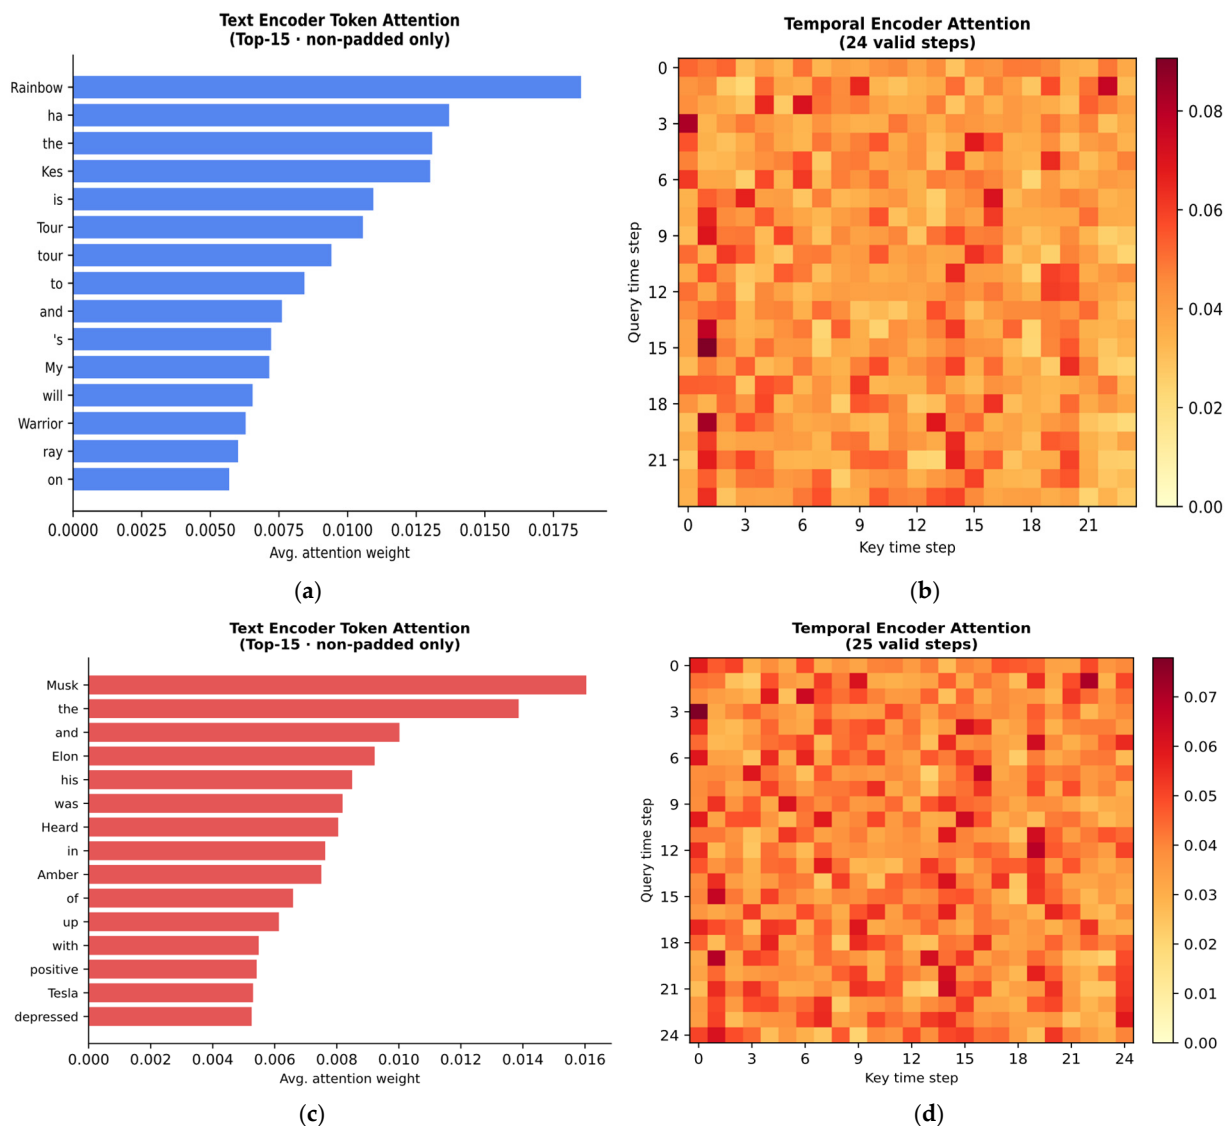 Text Encoder Token Attention
(Top-15 · non-padded only)
Rainbow
ha
the
Kes
is
Tour
tour
to
and
's
My
will
Warrior
ray
on
0.0000 0.0025 0.0050 0.0075 0.0100 0.0125 0.0150 0.0175
Avg. attention weight
(a)
Temporal Encoder Attention
(24 valid steps)
Query time step
0
3
6
9
12
15
18
21
0 3 6 9 12 15 18 21
Key time step
0.08
0.06
0.04
0.02
0.00
(b)
Text Encoder Token Attention
(Top-15 · non-padded only)
Musk
the
and
Elon
his
was
Heard
in
Amber
of
up
with
positive
Tesla
depressed
0.000 0.002 0.004 0.006 0.008 0.010 0.012 0.014 0.016
Avg. attention weight
(c)
Temporal Encoder Attention
(25 valid steps)
Query time step
0
3
6
9
12
15
18
21
24
0 3 6 9 12 15 18 21 24
Key time step
0.07
0.06
0.05
0.04
0.03
0.02
0.01
0.00
(d)